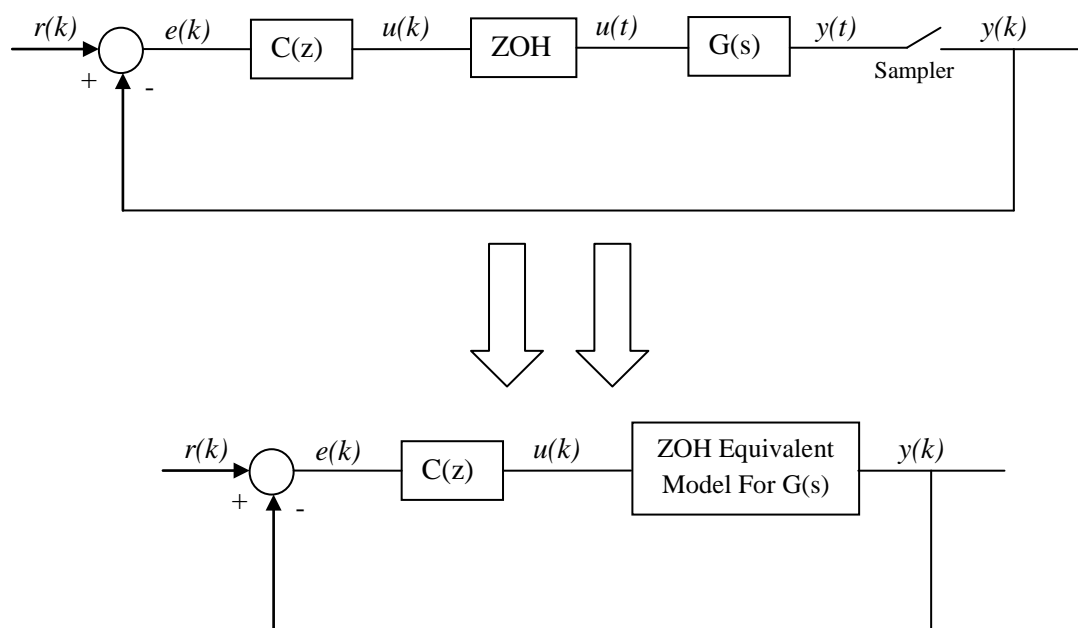 r(k) e(k) C(z) u(k) ZOH u(t) G(s) y(t) y(k)
+ - Sampler
r(k) e(k) C(z) u(k) ZOH Equivalent y(k)
Model For G(s)
+ -